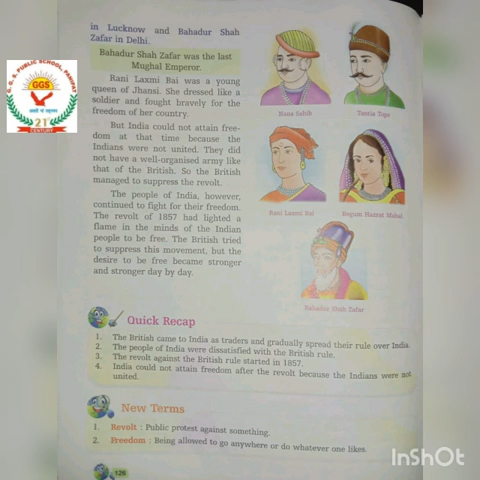 in Lucknow and Bahadur Shah
Zafar in Delhi.
Bahadur Shah Zafar was the last
Mughal Emperor.
Rani Laxmi Bai was a young
queen of Jhansi. She dressed like a
soldier and fought bravely for the
freedom of her country.
But India could not attain free-
dom at that time because the
Indians were not united. They did
not have a well-organised army like
that of the British. So the British
managed to suppress the revolt.
The people of India, however,
continued to fight for their freedom.
The revolt of 1857 had lighted a
flame in the minds of the Indian
people to be free. The British tried
to suppress this movement, but the
desire to be free became stronger
and stronger day by day.
Nana Sahib
Tantia Tope
Rani Laxmi Bai
Begum Hazrat Mahal
Bahadur Shah Zafar
Quick Recap
1. The British came to India as traders and gradually spread their rule over India.
2. The people of India were dissatisfied with the British rule.
3. The revolt against the British rule started in 1857.
4. India could not attain freedom after the revolt because the Indians were not
united.
New Terms
1. Revolt : Public protest against something.
2. Freedom : Being allowed to go anywhere or do whatever one likes.
126
G.G.S. PUBLIC SCHOOL, PANIPAT
GGS
21
CENTURY
InShOt